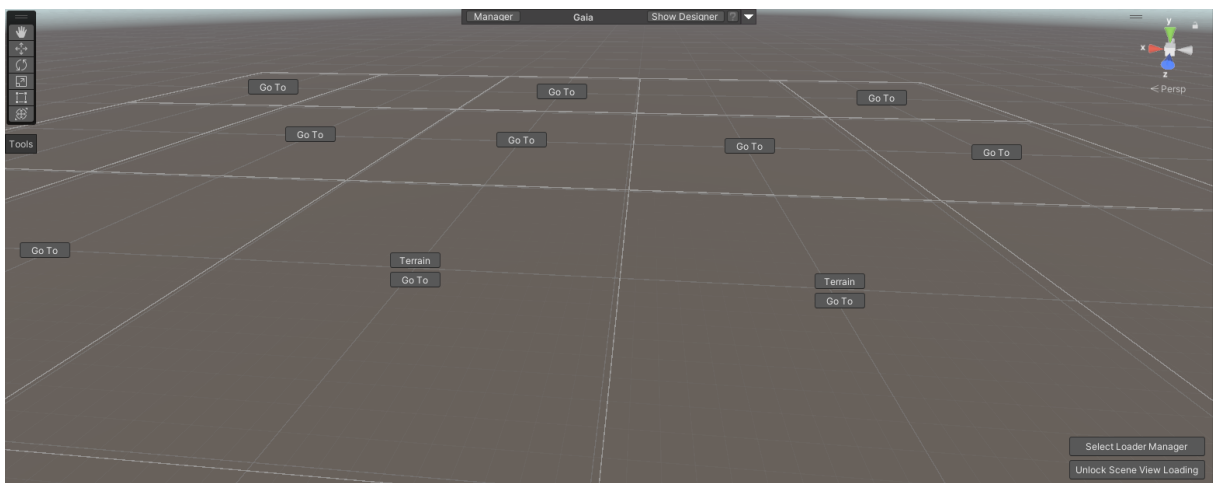 Manager Gaia Show Designer ?
y
x
z
< Persp
Tools
Go To
Go To
Go To
Go To
Go To
Go To
Go To
Go To
Terrain
Go To
Terrain
Go To
Select Loader Manager
Unlock Scene View Loading